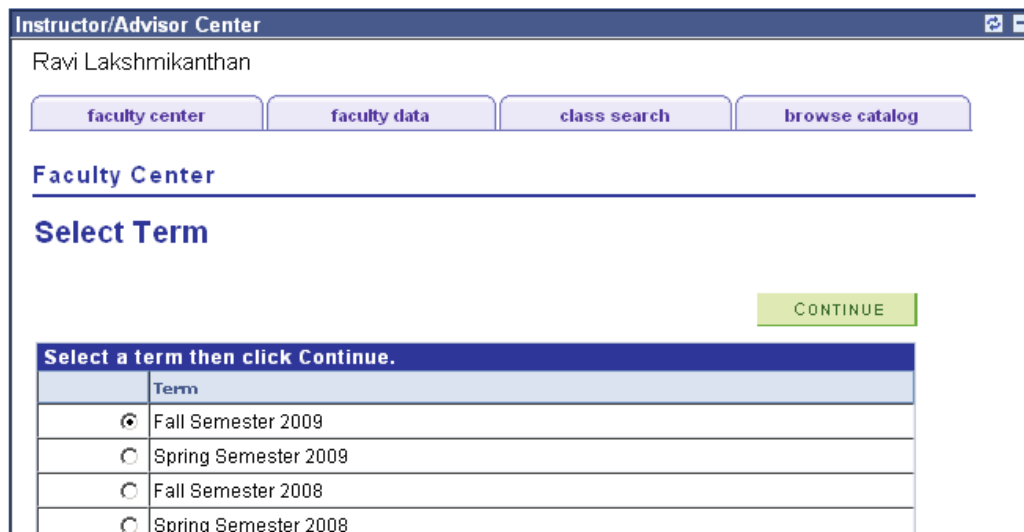 Instructor/Advisor Center
Ravi Lakshmikanthan
faculty center faculty data class search browse catalog
Faculty Center
Select Term
CONTINUE
Select a term then click Continue.
Term
Fall Semester 2009
Spring Semester 2009
Fall Semester 2008
Spring Semester 2008